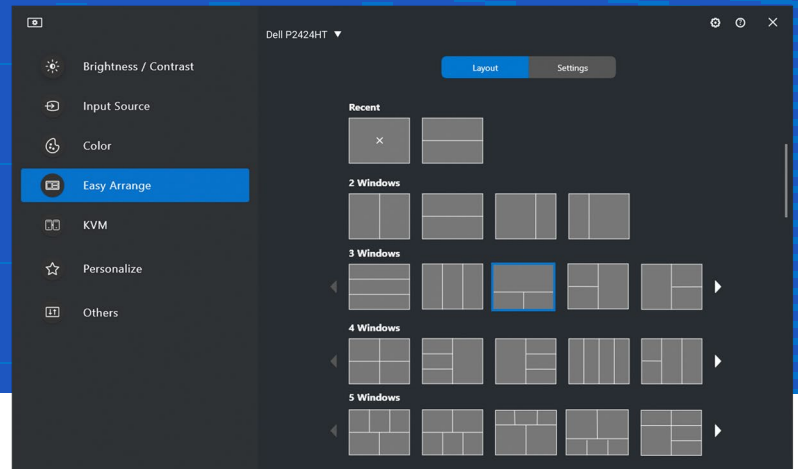 Dell P2424HT ▼
Brightness / Contrast
Input Source
Color
Easy Arrange
KVM
Personalize
Others
Layout
Settings
Recent
2 Windows
3 Windows
4 Windows
5 Windows